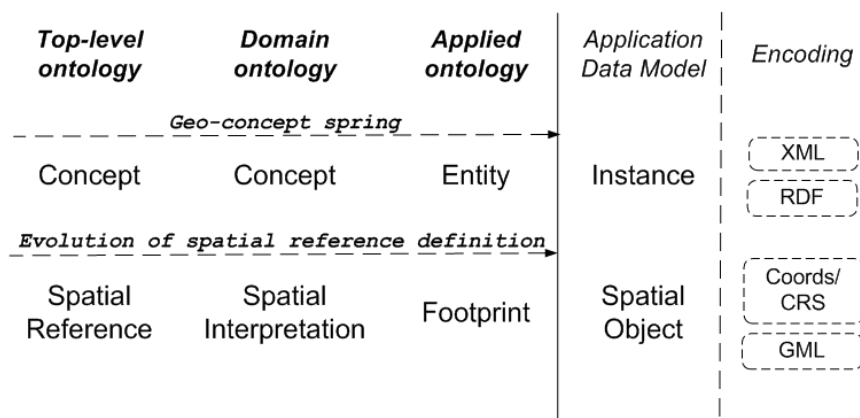 Top-level ontology
Domain ontology
Applied ontology
Application Data Model
Encoding
Geo-concept spring
Concept
Concept
Entity
Instance
XML
RDF
Evolution of spatial reference definition
Spatial Reference
Spatial Interpretation
Footprint
Spatial Object
Coords/ CRS
GML